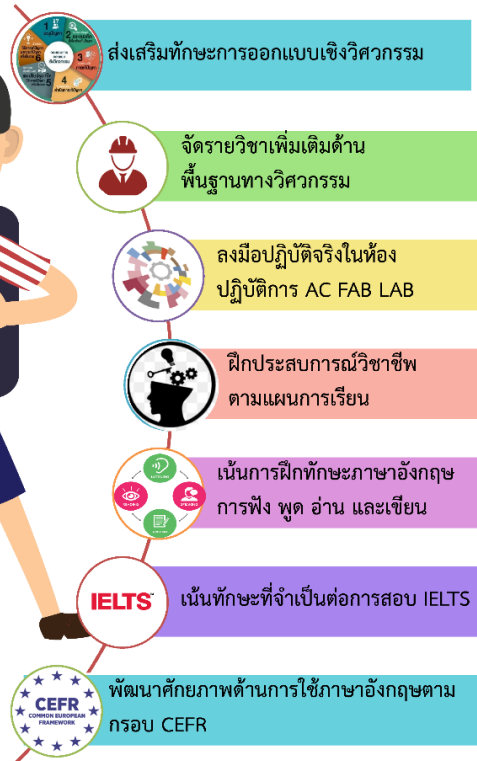 ส่งเสริมทักษะการออกแบบเชิงวิศวกรรม
จัดรายวิชาเพิ่มเติมด้าน
พื้นฐานทางวิศวกรรม
ลงมือปฏิบัติจริงในห้อง
ปฏิบัติการ AC FAB LAB
ฝึกประสบการณ์วิชาชีพ
ตามแผนการเรียน
เน้นการฝึกทักษะภาษาอังกฤษ
การฟัง พูด อ่าน และเขียน
IELTS
เน้นทักษะที่จำเป็นต่อการสอบ IELTS
CEFR
COMMON EUROPEAN
FRAMEWORK
พัฒนาศักยภาพด้านการใช้ภาษาอังกฤษตาม
กรอบ CEFR